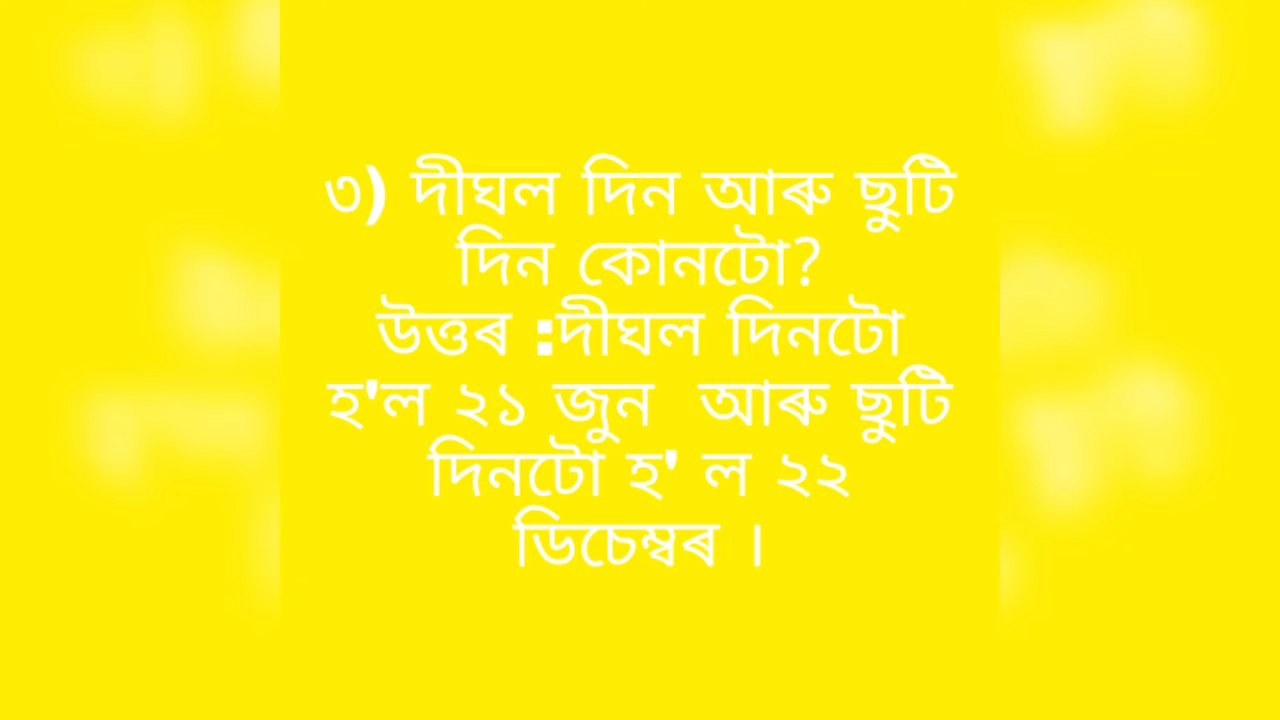 ৩) দীঘল দিন আৰু ছুটি
দিন কোনটো?
উত্তৰ :দীঘল দিনটো
হ'ল ২১ জুন  আৰু ছুটি
দিনটো হ' ল ২২
ডিচেম্বৰ ।